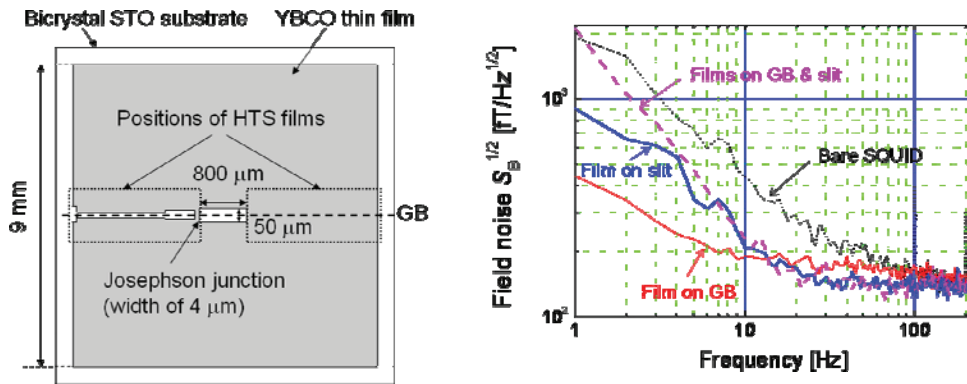 Bicrystal STO substrate
YBCO thin film
9 mm
Positions of HTS films
800 μm
GB
50 μm
Josephson junction
(width of 4 μm)
Field noise S_B^1/2 [fT/Hz^1/2]
10^3
10^2
Films on GB & slit
Film on slit
Bare SQUID
Film on GB
1 10 100
Frequency [Hz]